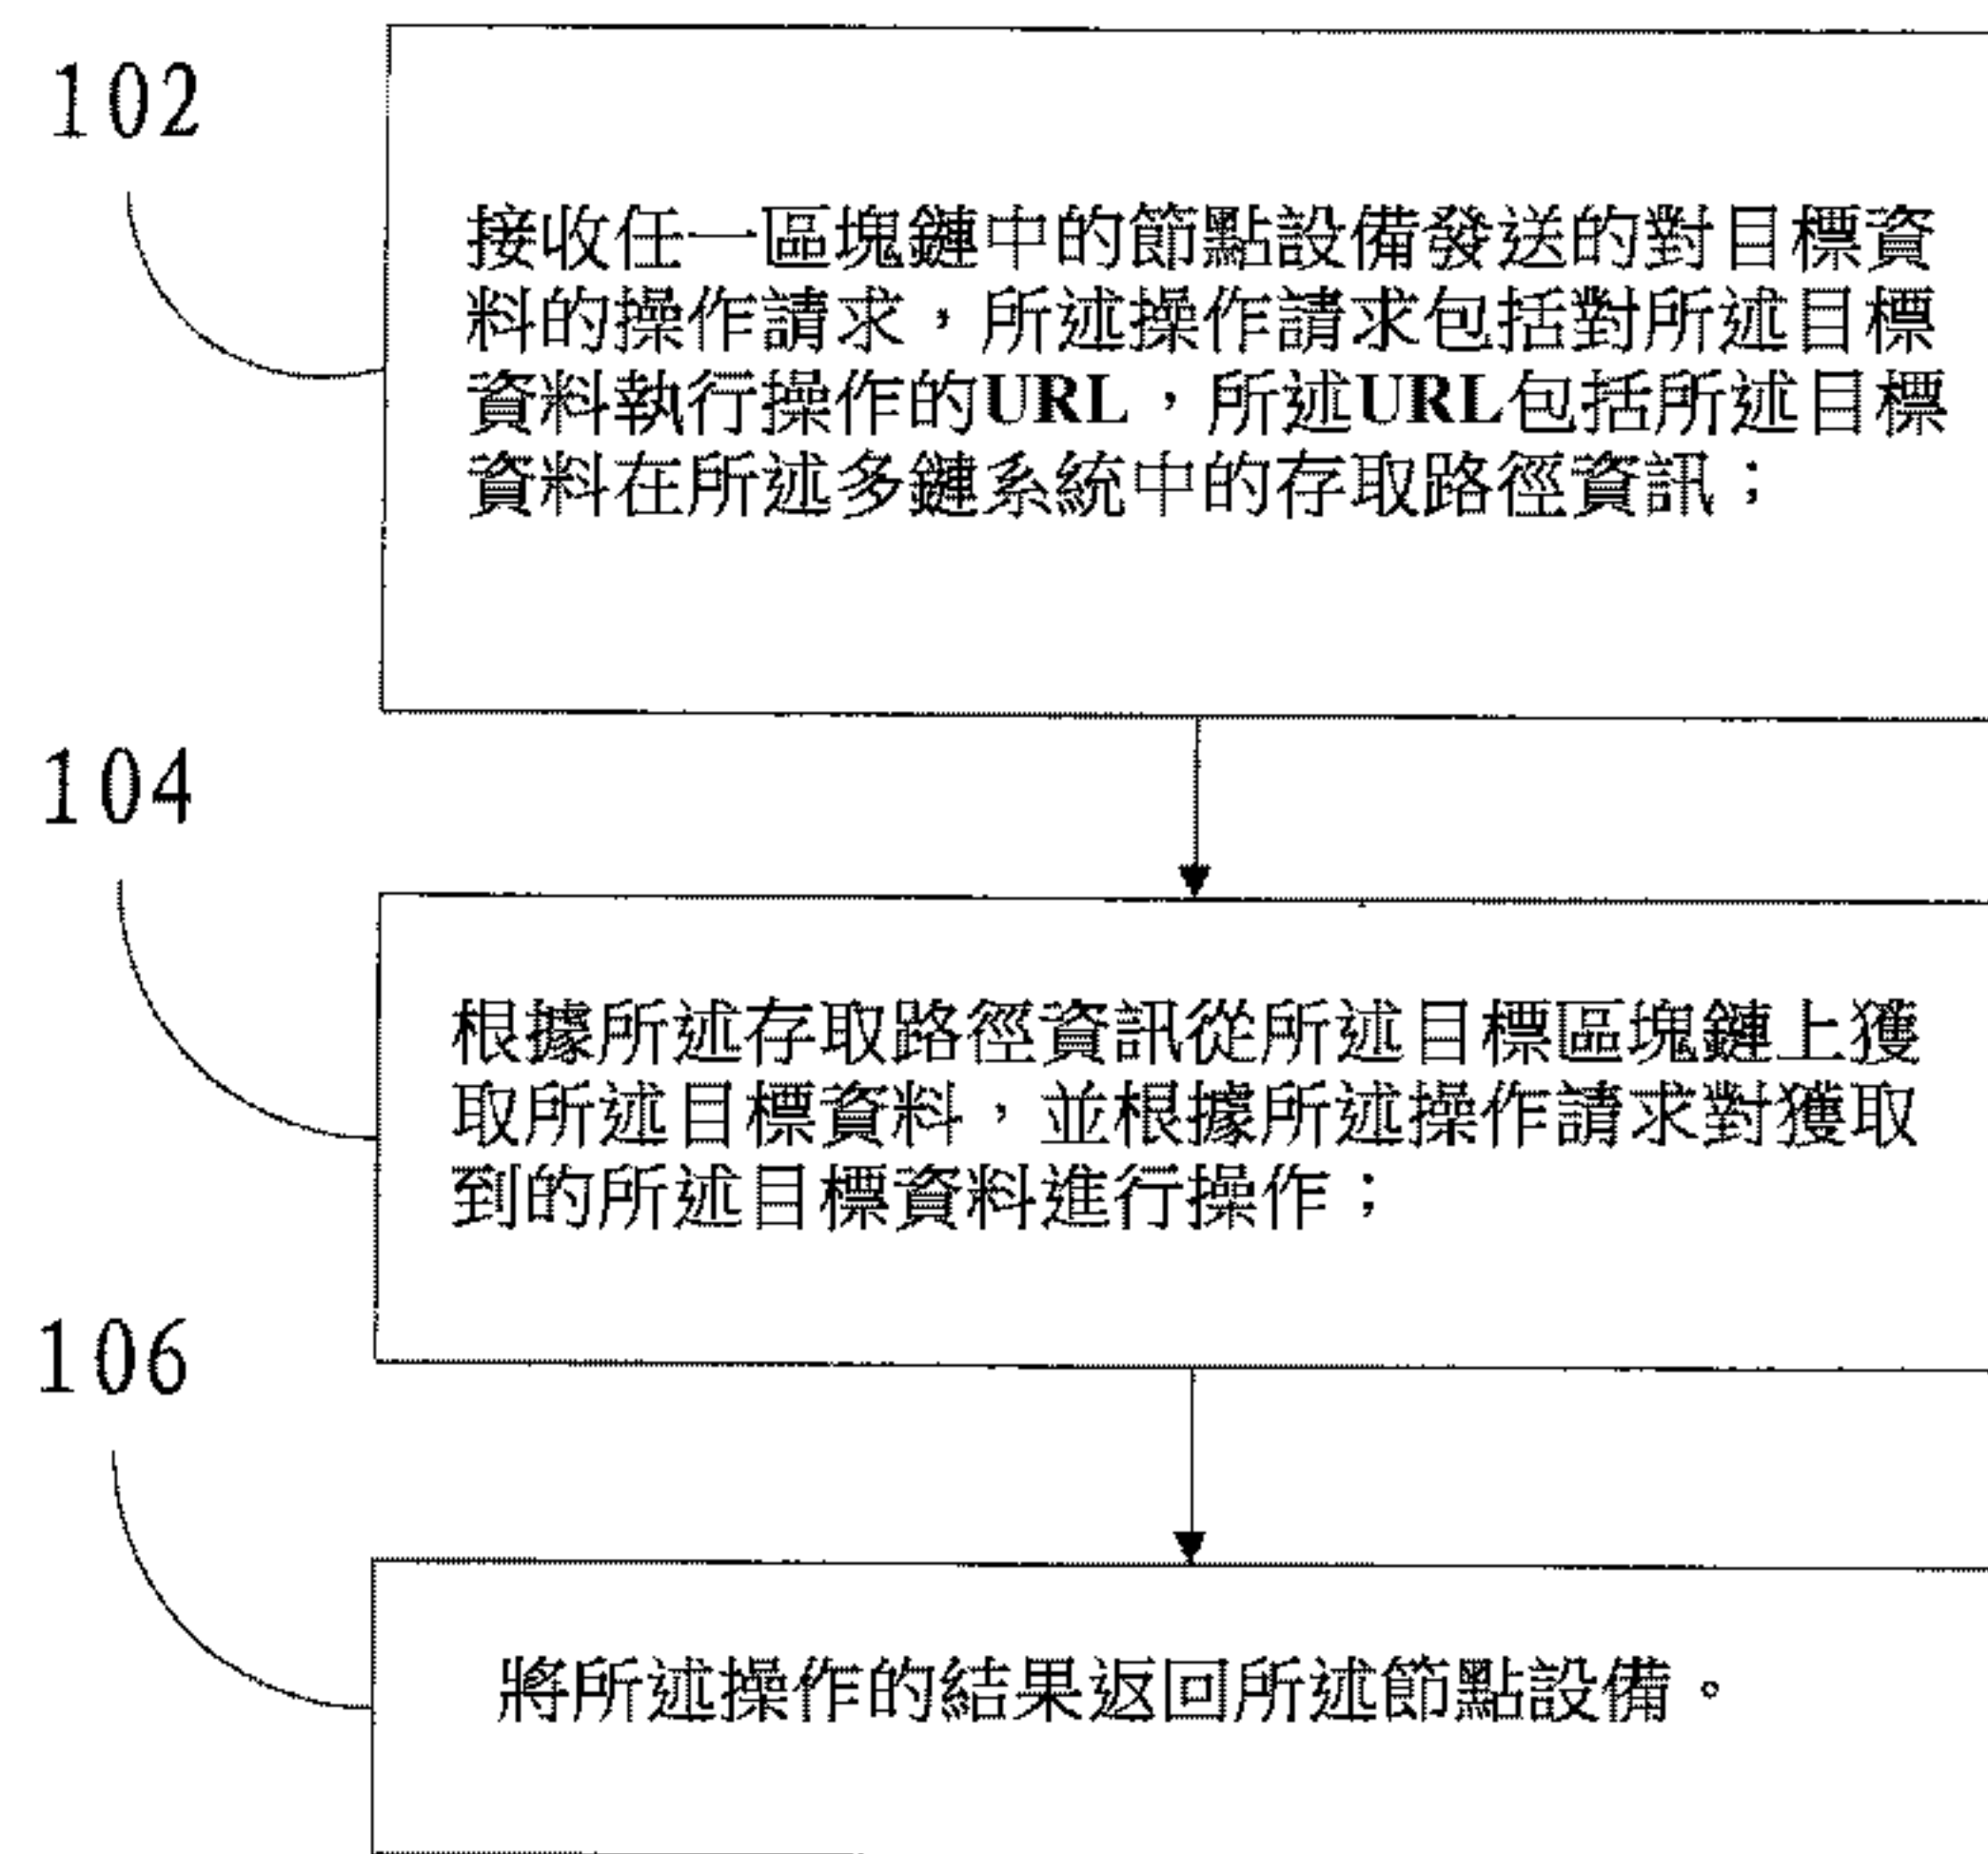 102
接收任一區塊鏈中的節點設備發送的對目標資
料的操作請求，所述操作請求包括對所述目標
資料執行操作的URL，所述URL包括所述目標
資料在所述多鏈系統中的存取路徑資訊；
104
根據所述存取路徑資訊從所述目標區塊鏈上獲
取所述目標資料，並根據所述操作請求對獲取
到的所述目標資料進行操作；
106
將所述操作的結果返回所述節點設備。